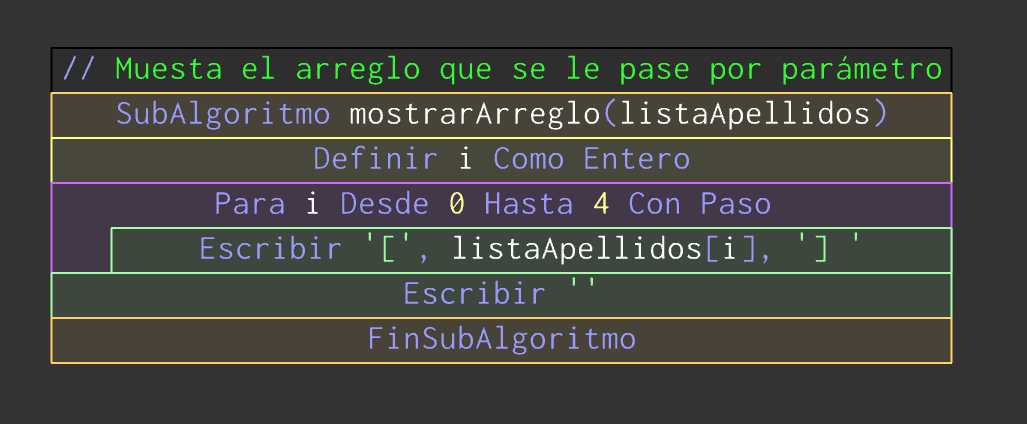 // Muesta el arreglo que se le pase por parámetro
SubAlgoritmo mostrarArreglo(listaApellidos)
Definir i Como Entero
Para i Desde 0 Hasta 4 Con Paso
Escribir '[', listaApellidos[i], '] '
Escribir ''
FinSubAlgoritmo